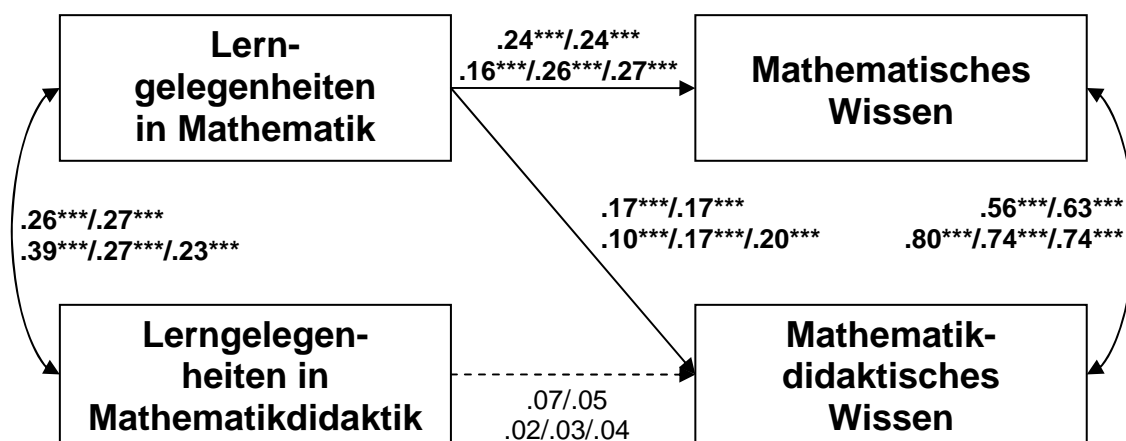 Lern-
gelegenheiten
in Mathematik
.24***/.24***
.16***/.26***/.27***
Mathematisches
Wissen
.26***/.27***
.39***/.27***/.23***
.17***/.17***
.10***/.17***/.20***
.56***/.63***
.80***/.74***/.74***
Lerngelegen-
heiten in
Mathematikdidaktik
.07/.05
.02/.03/.04
Mathematik-
didaktisches
Wissen